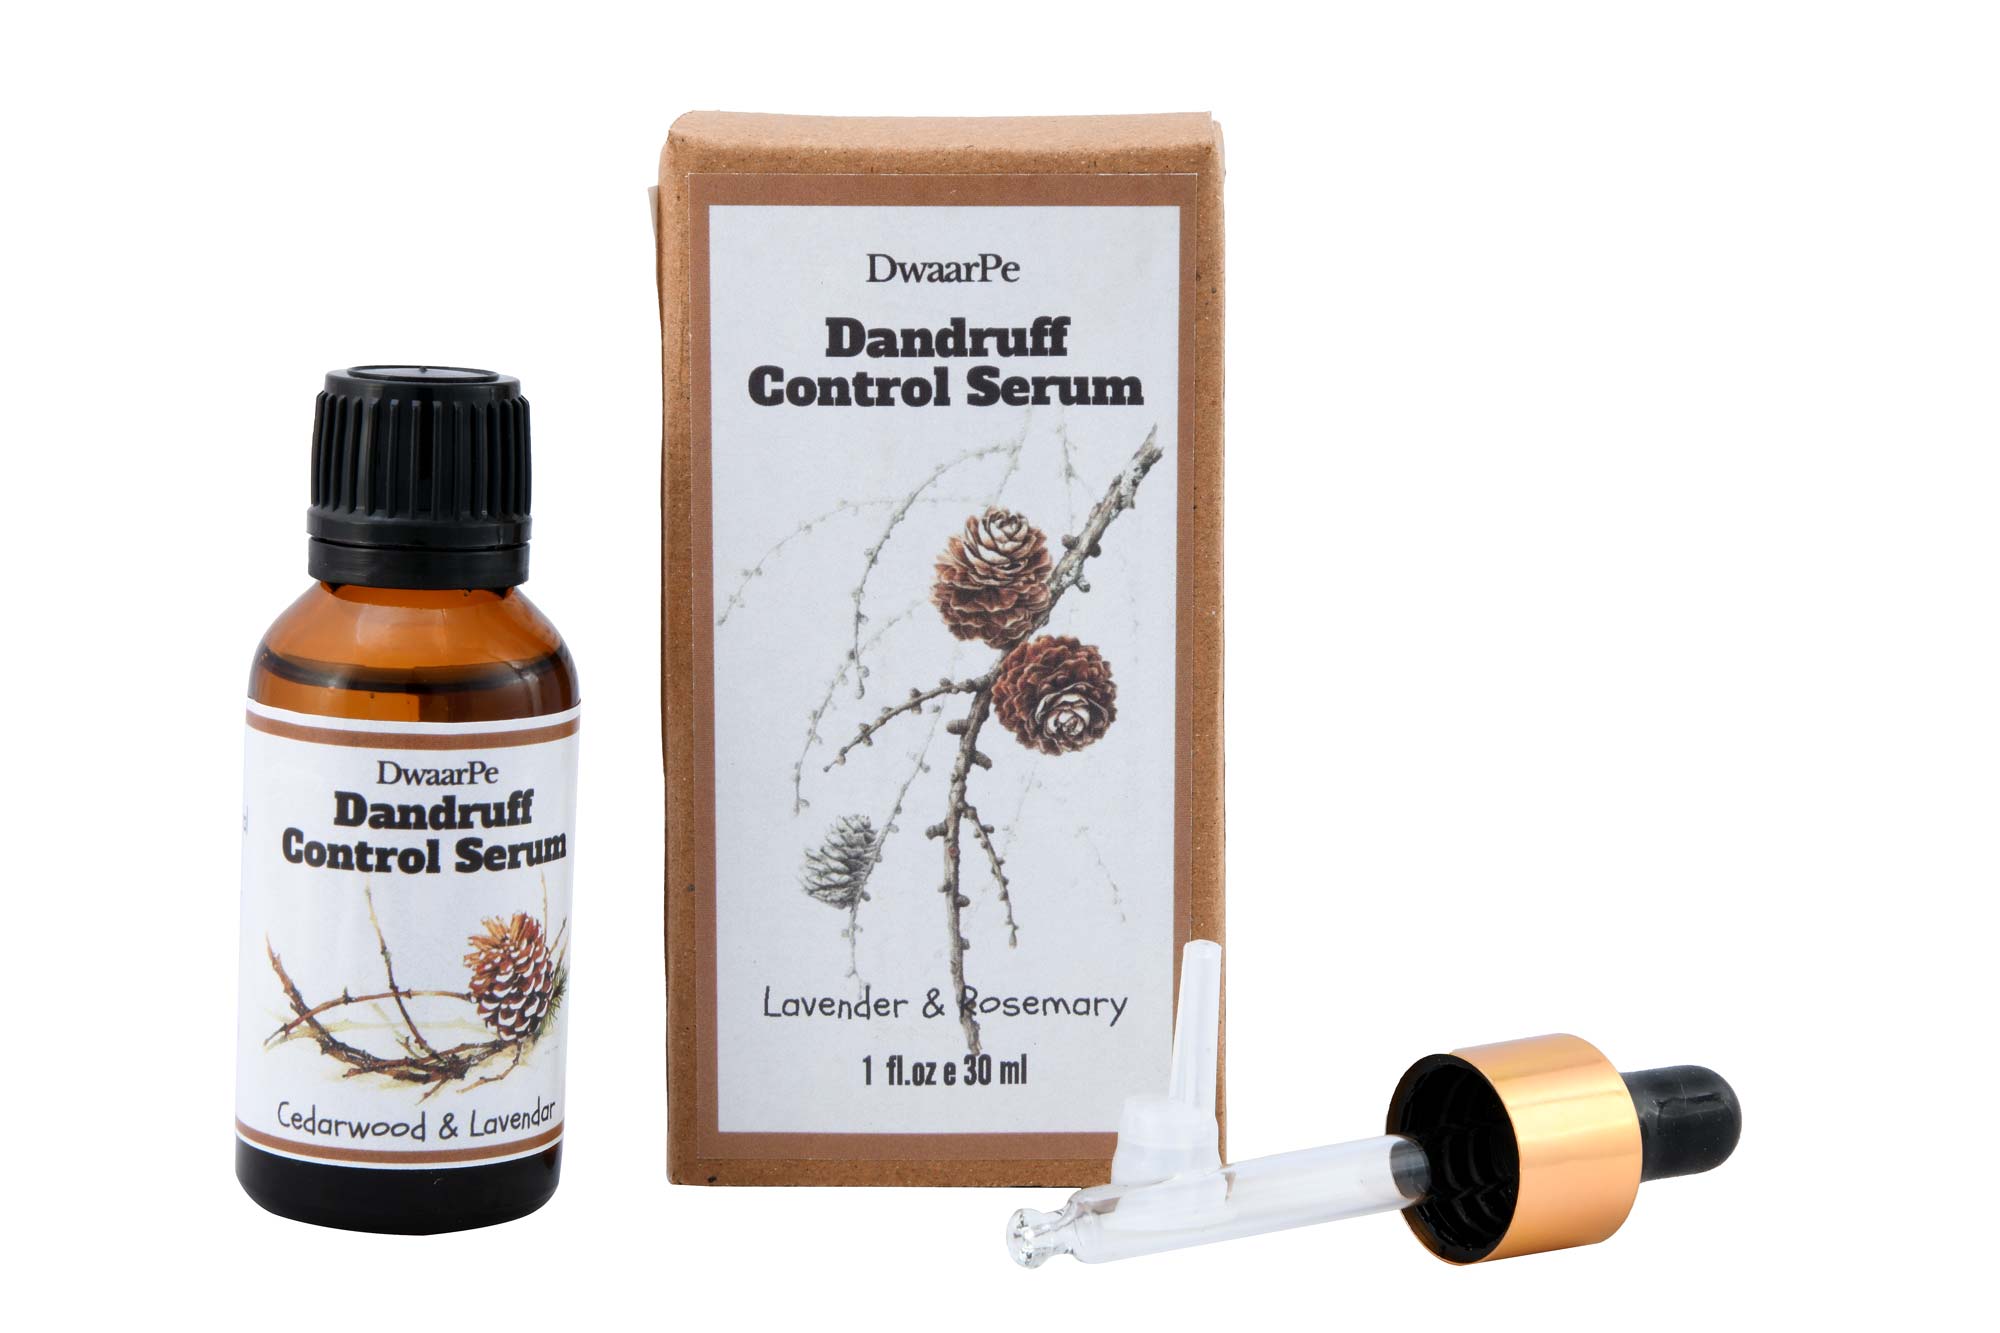 DwaarPe
Dandruff
Control Serum
Cedarwood & Lavendar
DwaarPe
Dandruff
Control Serum
Lavender & Rosemary
1 fl.oz e 30 ml